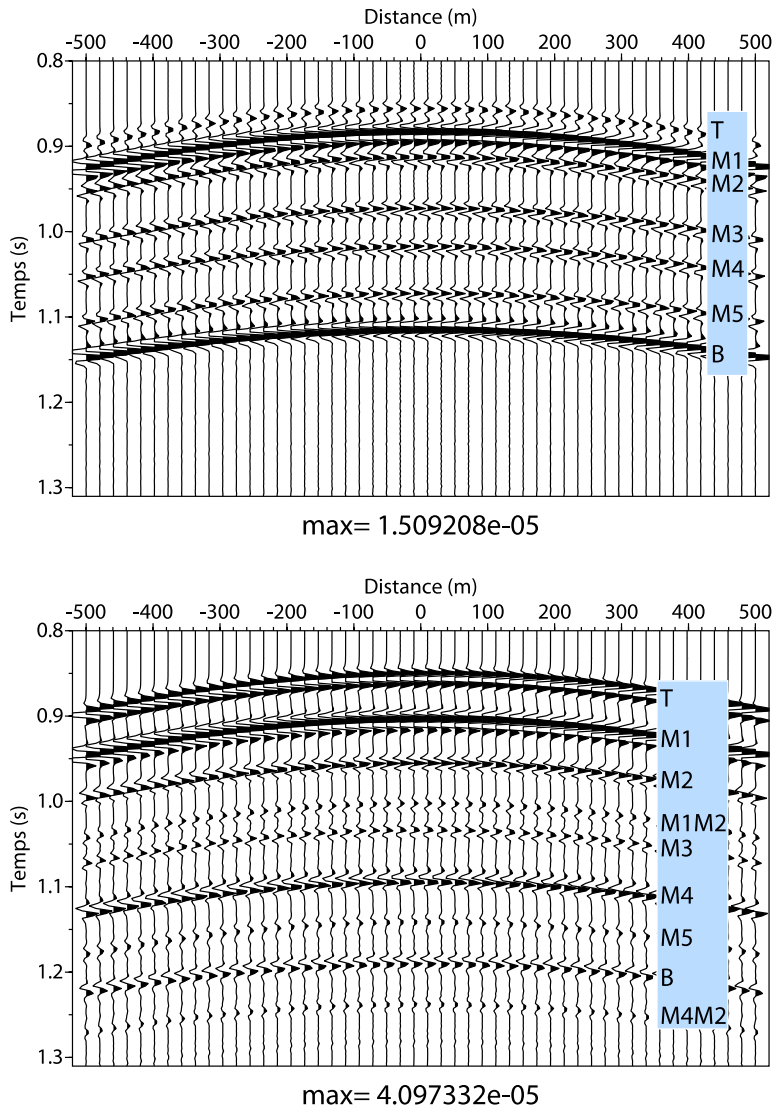 Distance (m)
-500 -400 -300 -200 -100 0 100 200 300 400 500
0.8
0.9
1.0
1.1
1.2
1.3
Temps (s)
T
M1
M2
M3
M4
M5
B
max= 1.509208e-05
Distance (m)
-500 -400 -300 -200 -100 0 100 200 300 400 500
0.8
0.9
1.0
1.1
1.2
1.3
Temps (s)
T
M1
M2
M1M2
M3
M4
M5
B
M4M2
max= 4.097332e-05